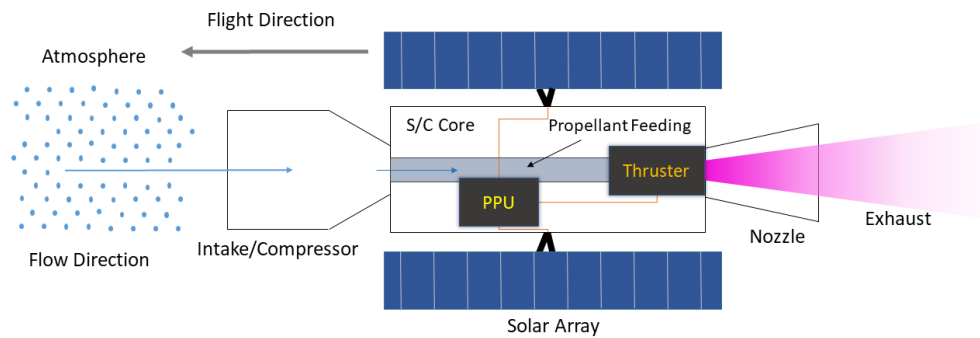 Flight Direction
Atmosphere
S/C Core
Propellant Feeding
Thruster
PPU
Intake/Compressor
Flow Direction
Nozzle
Exhaust
Solar Array